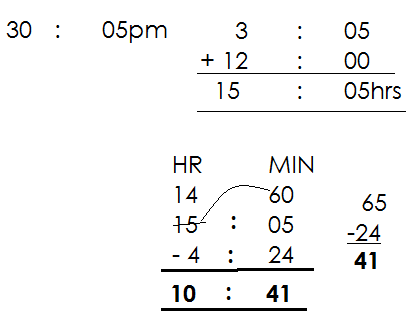 30 : 05pm
3 : 05
+ 12 : 00
15 : 05hrs
HR MIN
14 60
15 : 05
- 4 : 24
10 : 41
65
-24
41